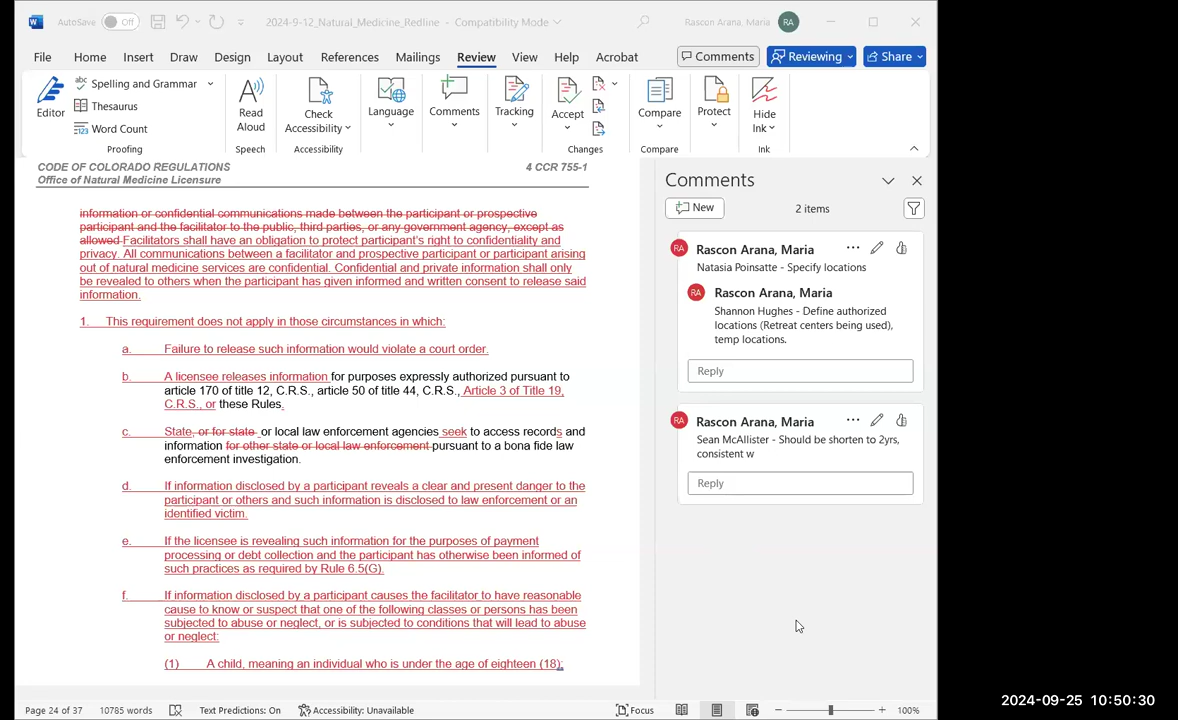 AutoSave Off 2024-9-12_Natural_Medicine_Redline - Compatibility Mode Rascon Arana, Maria RA
File Home Insert Draw Design Layout References Mailings Review View Help Acrobat Comments Reviewing Share
Editor
abc Spelling and Grammar
Thesaurus
123 Word Count
Proofing
Read Aloud
Speech
Check Accessibility
Accessibility
Language
Comments
Tracking
Accept
Changes
Compare
Compare
Protect
Hide Ink
Ink
CODE OF COLORADO REGULATIONS 4 CCR 755-1
Office of Natural Medicine Licensure
information or confidential communications made between the participant or prospective
participant and the facilitator to the public, third parties, or any government agency, except as
allowed Facilitators shall have an obligation to protect participant's right to confidentiality and
privacy. All communications between a facilitator and prospective participant or participant arising
out of natural medicine services are confidential. Confidential and private information shall only
be revealed to others when the participant has given informed and written consent to release said
information.
1. This requirement does not apply in those circumstances in which:
a. Failure to release such information would violate a court order.
b. A licensee releases information for purposes expressly authorized pursuant to
article 170 of title 12, C.R.S., article 50 of title 44, C.R.S., Article 3 of Title 19,
C.R.S., or these Rules.
c. State, or for state or local law enforcement agencies seek to access records and
information for other state or local law enforcement pursuant to a bona fide law
enforcement investigation.
d. If information disclosed by a participant reveals a clear and present danger to the
participant or others and such information is disclosed to law enforcement or an
identified victim.
e. If the licensee is revealing such information for the purposes of payment
processing or debt collection and the participant has otherwise been informed of
such practices as required by Rule 6.5(G).
f. If information disclosed by a participant causes the facilitator to have reasonable
cause to know or suspect that one of the following classes or persons has been
subjected to abuse or neglect, or is subjected to conditions that will lead to abuse
or neglect:
(1) A child, meaning an individual who is under the age of eighteen (18);
Comments
New 2 items
RA Rascon Arana, Maria
Natasia Poinsatte - Specify locations
RA Rascon Arana, Maria
Shannon Hughes - Define authorized
locations (Retreat centers being used),
temp locations.
Reply
RA Rascon Arana, Maria
Sean McAllister - Should be shorten to 2yrs,
consistent w
Reply
Page 24 of 37 10785 words Text Predictions: On Accessibility: Unavailable Focus 100%
2024-09-25 10:50:30